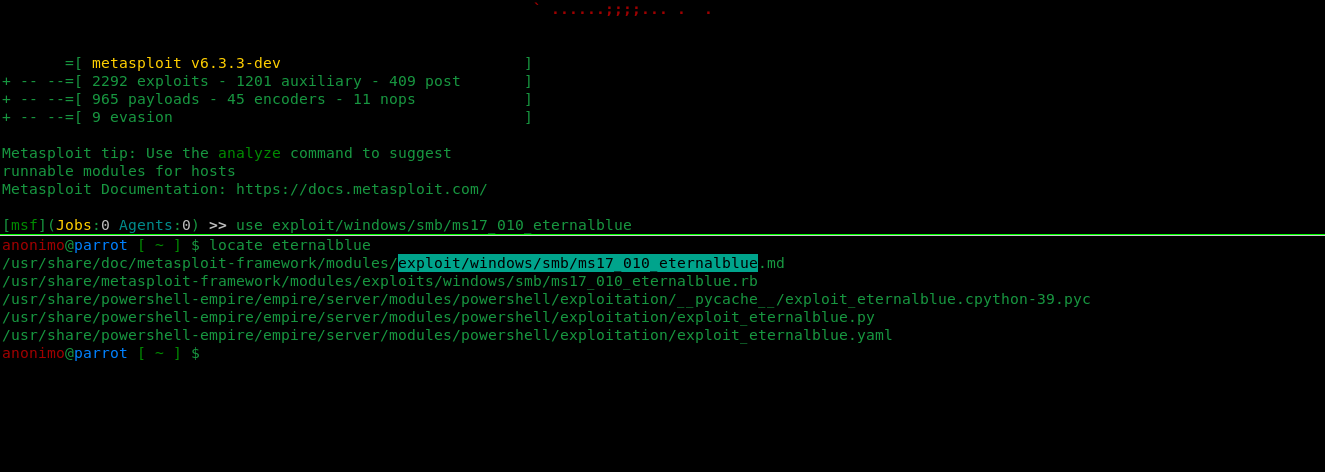 ` ......;;;;... .  .
       =[ metasploit v6.3.3-dev                           ]
+ -- --=[ 2292 exploits - 1201 auxiliary - 409 post       ]
+ -- --=[ 965 payloads - 45 encoders - 11 nops            ]
+ -- --=[ 9 evasion                                       ]
Metasploit tip: Use the analyze command to suggest
runnable modules for hosts
Metasploit Documentation: https://docs.metasploit.com/
[msf](Jobs:0 Agents:0) >> use exploit/windows/smb/ms17_010_eternalblue
anonimo@parrot [ ~ ] $ locate eternalblue
/usr/share/doc/metasploit-framework/modules/exploit/windows/smb/ms17_010_eternalblue.md
/usr/share/metasploit-framework/modules/exploits/windows/smb/ms17_010_eternalblue.rb
/usr/share/powershell-empire/empire/server/modules/powershell/exploitation/__pycache__/exploit_eternalblue.cpython-39.pyc
/usr/share/powershell-empire/empire/server/modules/powershell/exploitation/exploit_eternalblue.py
/usr/share/powershell-empire/empire/server/modules/powershell/exploitation/exploit_eternalblue.yaml
anonimo@parrot [ ~ ] $